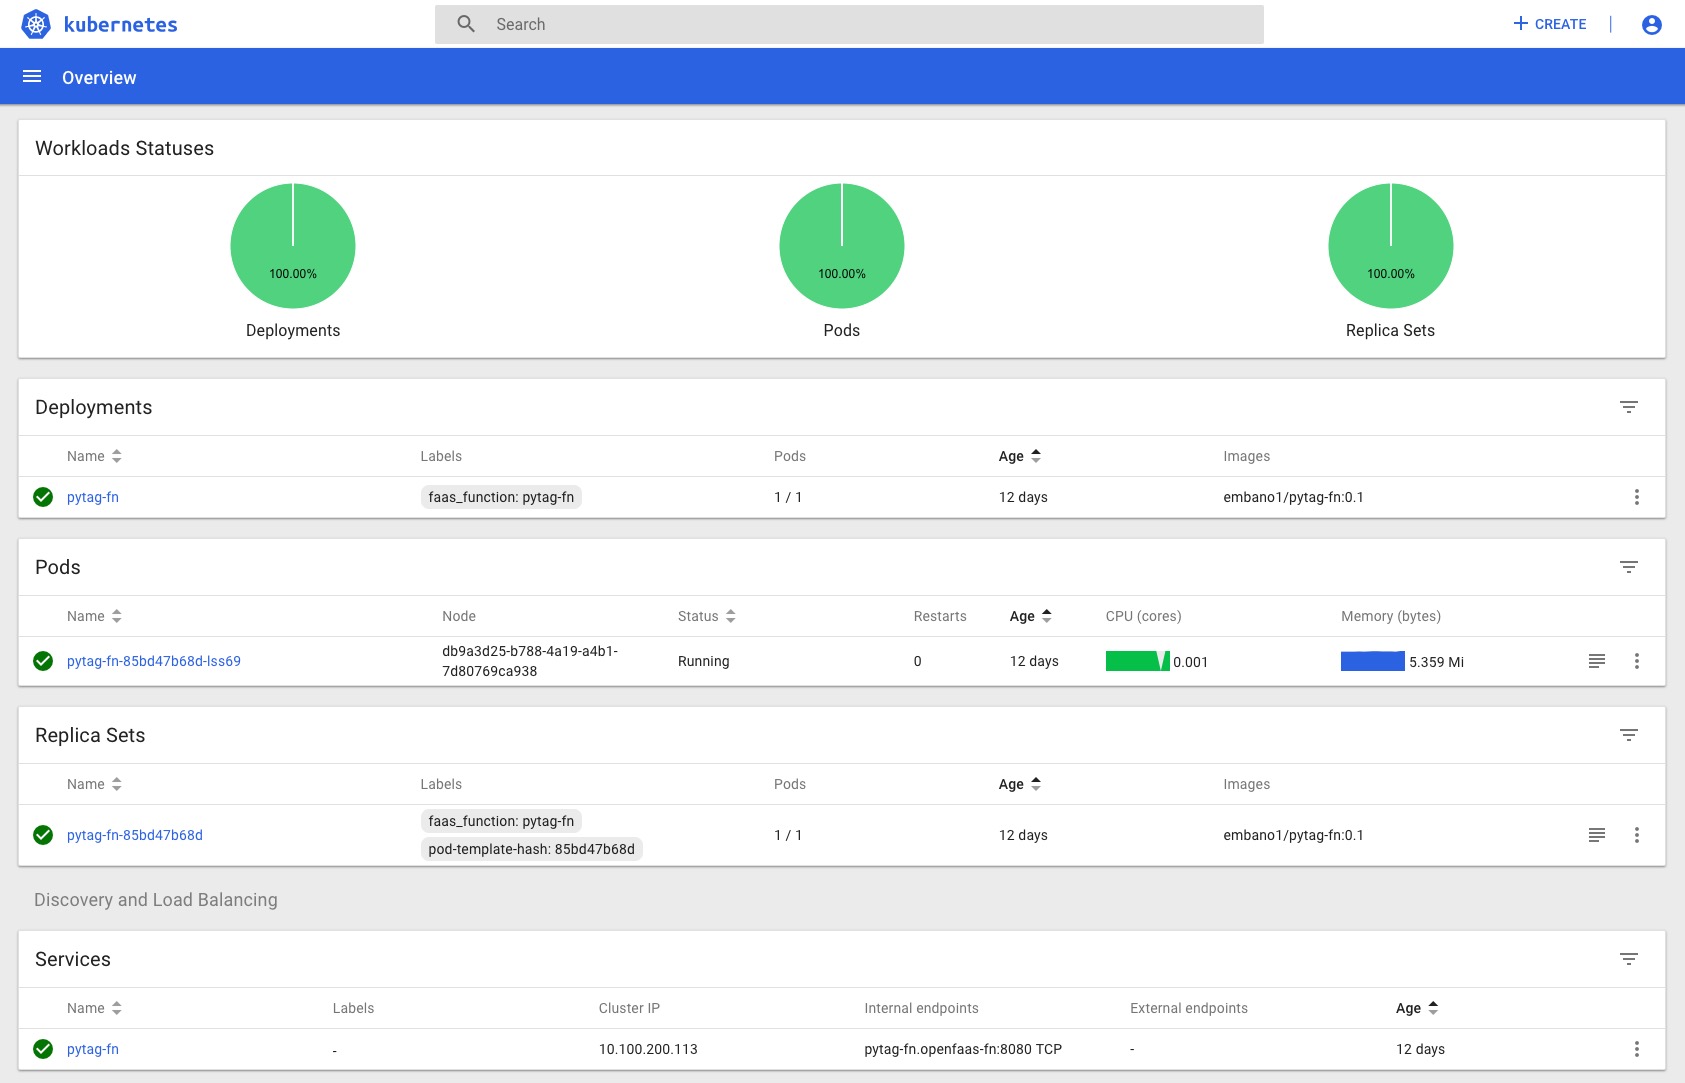 kubernetes Search CREATE
Overview
Workloads Statuses
100.00% 100.00% 100.00%
Deployments Pods Replica Sets
Deployments
Name Labels Pods Age Images
pytag-fn faas_function: pytag-fn 1 / 1 12 days embano1/pytag-fn:0.1
Pods
Name Node Status Restarts Age CPU (cores) Memory (bytes)
pytag-fn-85bd47b68d-lss69 db9a3d25-b788-4a19-a4b1- Running 0 12 days 0.001 5.359 Mi
7d80769ca938
Replica Sets
Name Labels Pods Age Images
faas_function: pytag-fn
pytag-fn-85bd47b68d 1 / 1 12 days embano1/pytag-fn:0.1
pod-template-hash: 85bd47b68d
Discovery and Load Balancing
Services
Name Labels Cluster IP Internal endpoints External endpoints Age
pytag-fn - 10.100.200.113 pytag-fn.openfaas-fn:8080 TCP - 12 days